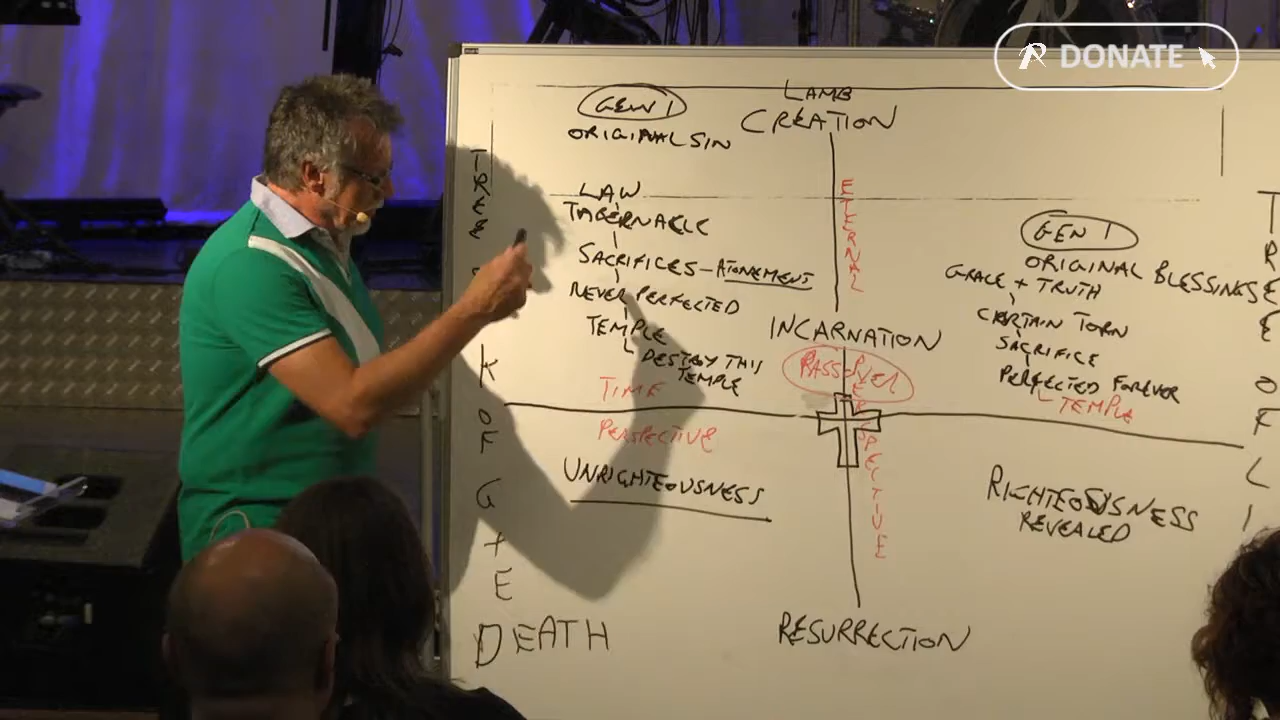 DONATE
LAMB
CREATION
GEN 1
ORIGINAL SIN
LAW
TABERNACLE
SACRIFICES - ATONEMENT
NEVER PERFECTED
TEMPLE
DESTROY THIS
TEMPLE
TIME
PERSPECTIVE
UNRIGHTEOUSNESS
TREE
K OF G + E
DEATH
ETERNAL
INCARNATION
PASSOVER
PERSPECTIVE
RESURRECTION
GEN 1
ORIGINAL BLESSINGS
GRACE + TRUTH
CERTAIN TORN
SACRIFICE
PERFECTED FOREVER
TEMPLE
RIGHTEOUSNESS
REVEALED
TREE OF LI